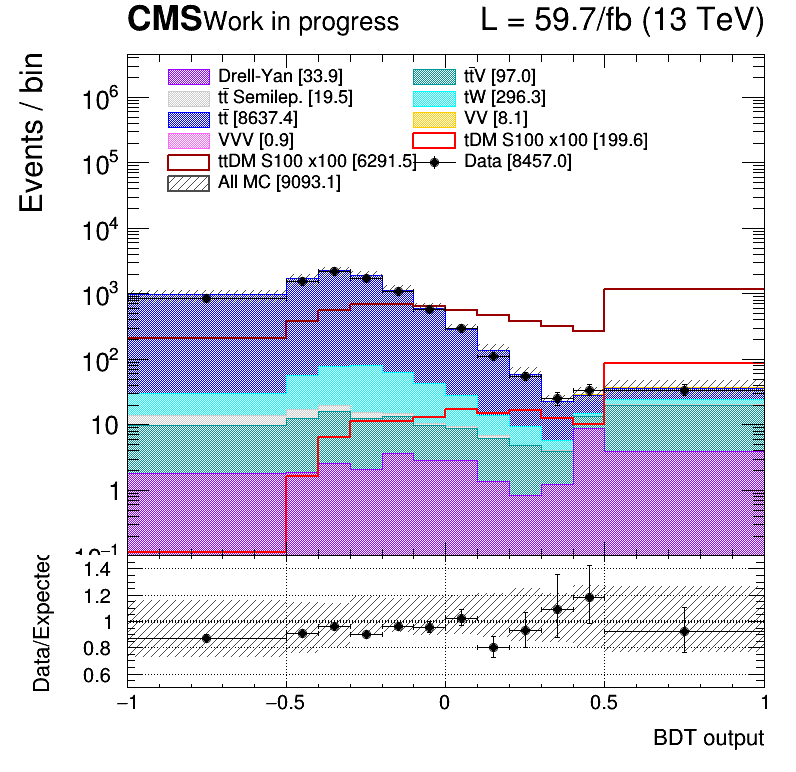 CMS Work in progress L = 59.7/fb (13 TeV)
Events / bin
Drell-Yan [33.9] tt̄V [97.0]
tt̄ Semilep. [19.5] tW [296.3]
tt̄ [8637.4] VV [8.1]
VVV [0.9] tDM S100 x100 [199.6]
ttDM S100 x100 [6291.5] Data [8457.0]
All MC [9093.1]
10⁶
10⁵
10⁴
10³
10²
10
1
10⁻¹
Data/Expected
1.4
1.2
1
0.8
0.6
−1 −0.5 0 0.5 1
BDT output